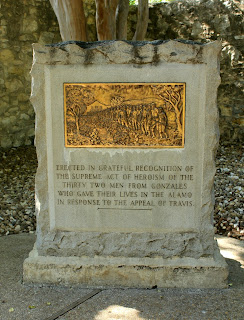 ERECTED IN GRATEFUL RECOGNITION OF
THE SUPREME ACT OF HEROISM OF THE
THIRTY TWO MEN FROM GONZALES
WHO GAVE THEIR LIVES IN THE ALAMO
IN RESPONSE TO THE APPEAL OF TRAVIS